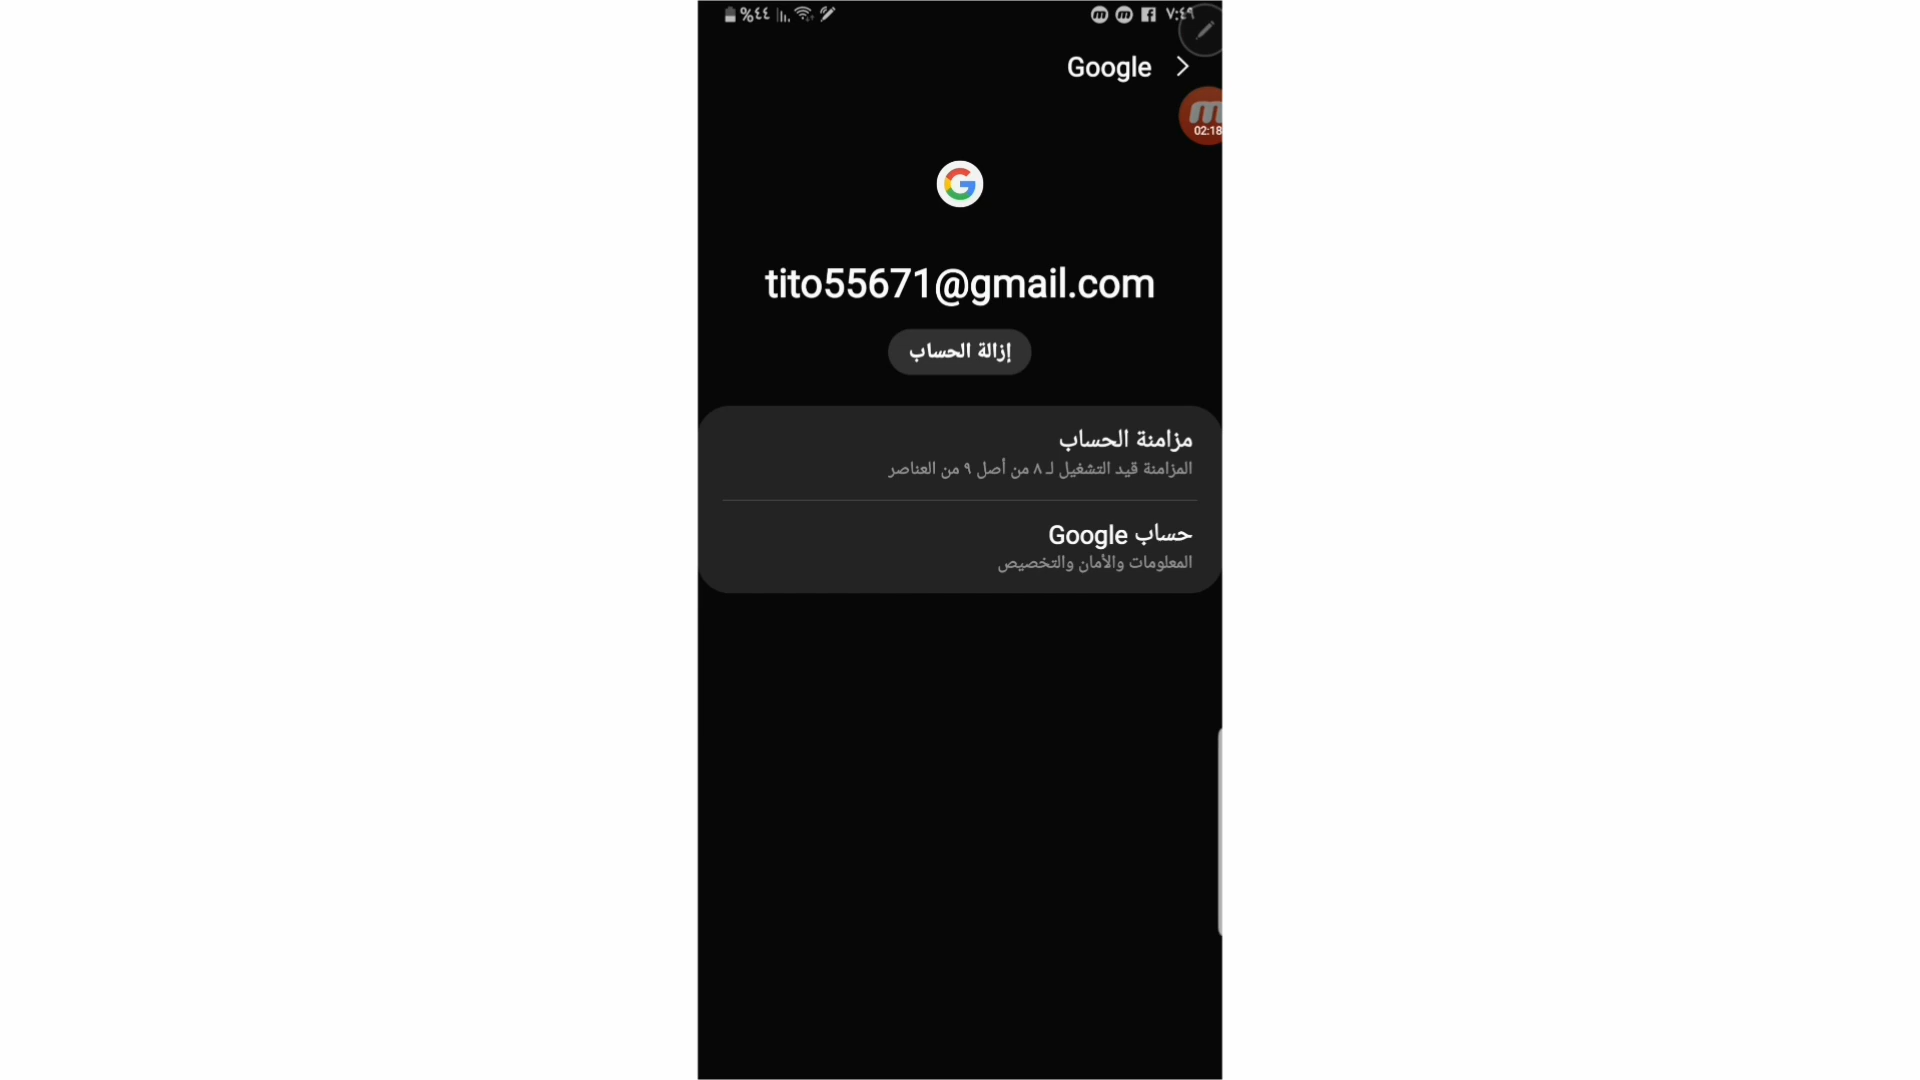 ٧:٤٩
%٤٤
Google
02:18
tito55671@gmail.com
إزالة الحساب
مزامنة الحساب
المزامنة قيد التشغيل لـ ٨ من أصل ٩ من العناصر
حساب Google
المعلومات والأمان والتخصيص